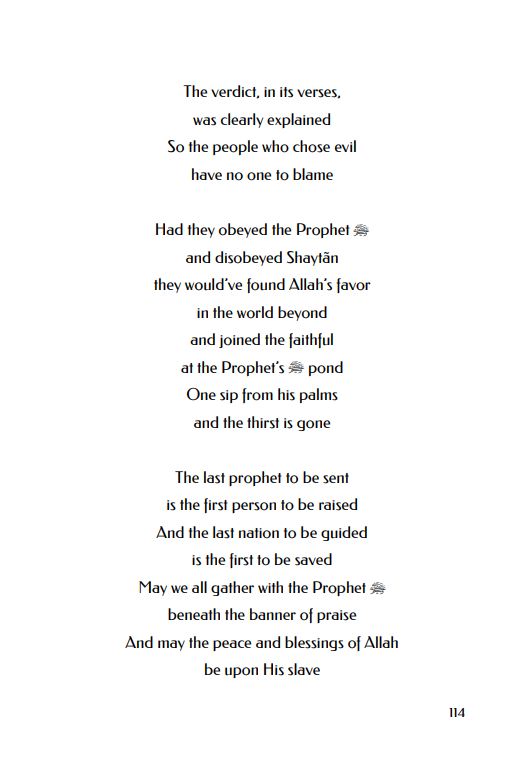 The verdict, in its verses,
was clearly explained
So the people who chose evil
have no one to blame
Had they obeyed the Prophet ﷺ
and disobeyed Shaytãn
they would've found Allah's favor
in the world beyond
and joined the faithful
at the Prophet's ﷺ pond
One sip from his palms
and the thirst is gone
The last prophet to be sent
is the first person to be raised
And the last nation to be guided
is the first to be saved
May we all gather with the Prophet ﷺ
beneath the banner of praise
And may the peace and blessings of Allah
be upon His slave
114